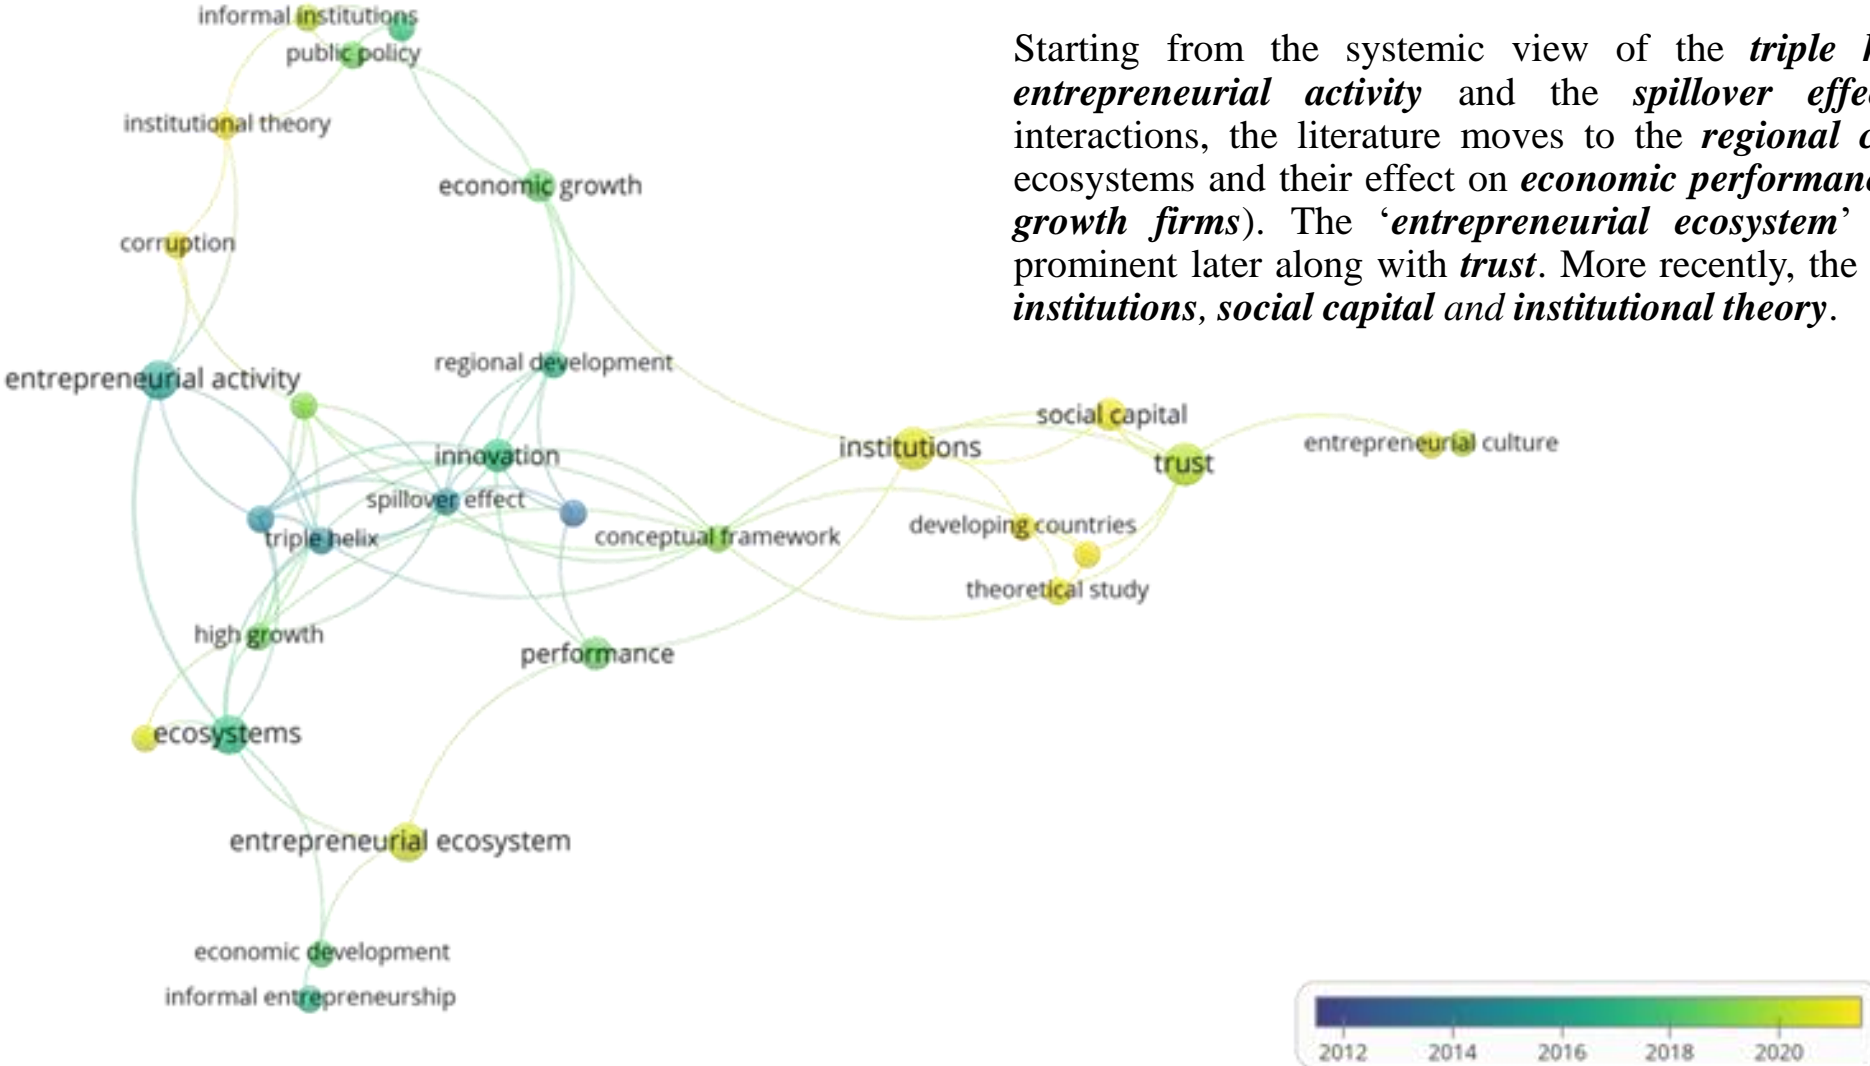 informal institutions
public policy
institutional theory
economic growth
corruption
regional development
entrepreneurial activity
innovation
spillover effect
triple helix
conceptual framework
high growth
performance
ecosystems
entrepreneurial ecosystem
economic development
informal entrepreneurship
institutions
social capital
trust
entrepreneurial culture
developing countries
theoretical study
Starting from the systemic view of the triple
entrepreneurial activity and the spillover
interactions, the literature moves to the regional
ecosystems and their effect on economic
growth firms). The ‘entrepreneurial ecosystem’
prominent later along with trust. More recently, the
institutions, social capital and institutional theory.
2012 2014 2016 2018 2020